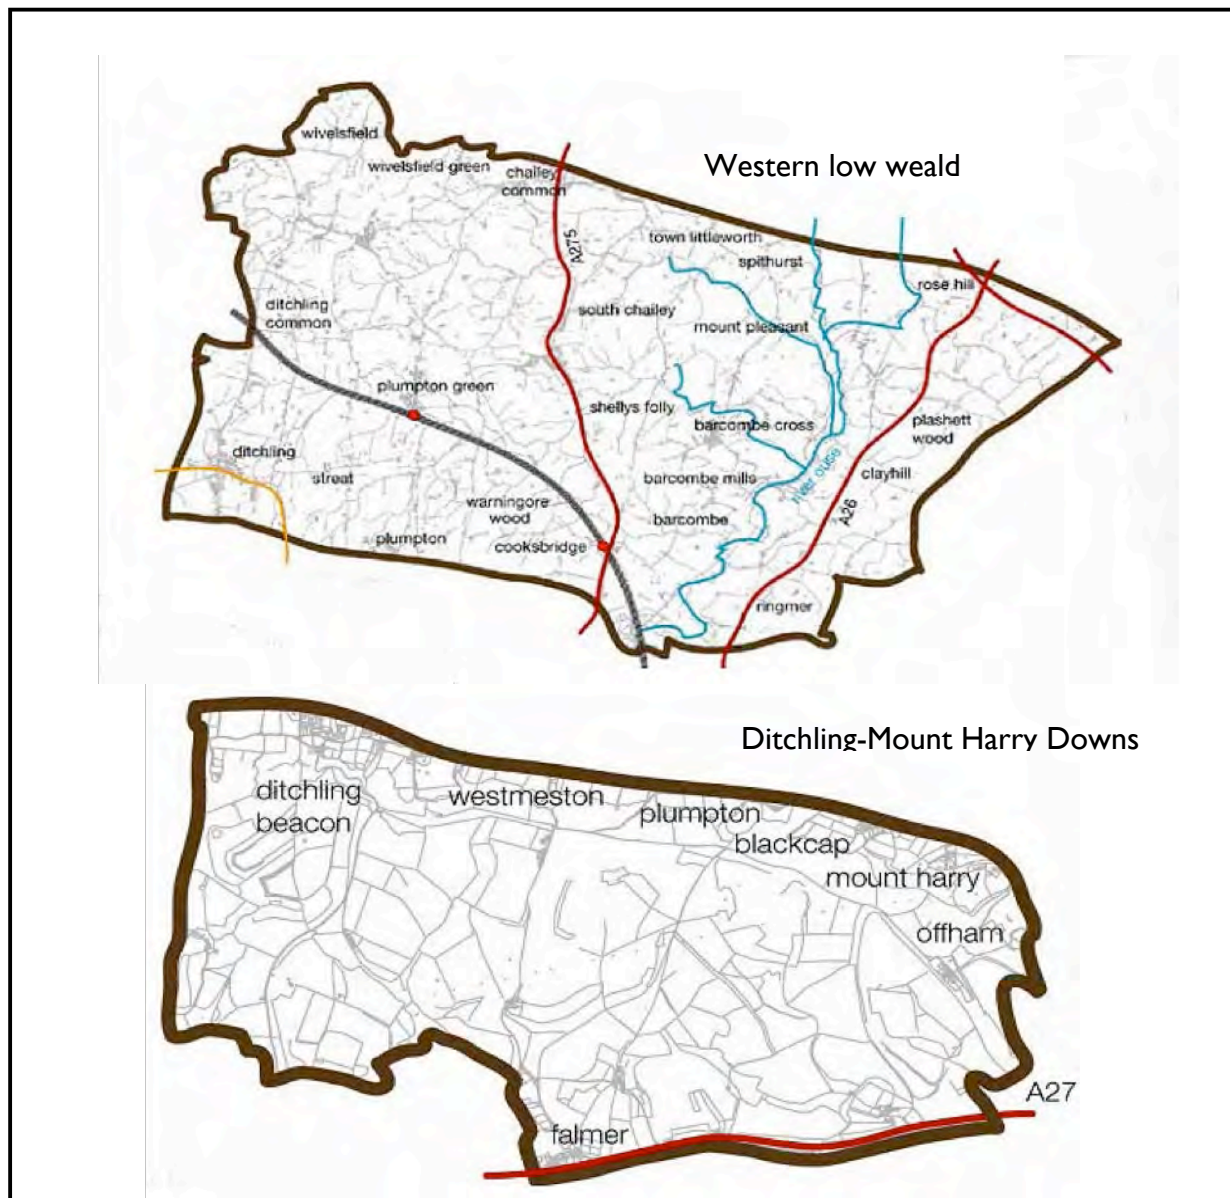 Western low weald
wivelsfield
wivelsfield green
chailey
common
A275
town littleworth
spithurst
rose hill
ditchling
common
south chailey
mount pleasant
plumpton green
shellys folly
barcombe cross
plashett
wood
ditchling
streat
barcombe mills
river ouse
clayhill
warningore
wood
barcombe
A26
plumpton
cooksbridge
ringmer
Ditchling-Mount Harry Downs
ditchling
beacon
westmeston
plumpton
blackcap
mount harry
offham
A27
falmer